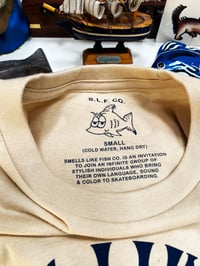 S.L.F. CO.
SMALL
(COLD WATER, HANG DRY)
SMELLS LIKE FISH CO. IS AN INVITATION
TO JOIN AN INFINITE GROUP OF
STYLISH INDIVIDUALS WHO BRING
THEIR OWN LANGUAGE, SOUND
& COLOR TO SKATEBOARDING.